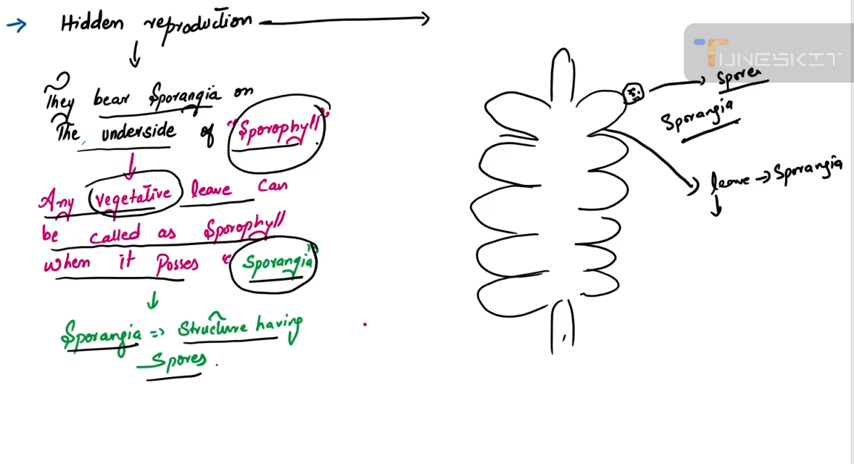 → Hidden reproduction →
They bear Sporangia on
The underside of "Sporophyll"
Any vegetative leave Can
be called as Sporophyll
when it Posses "Sporangia"
Sporangia => Structure having
Spores.
TUNESKIT
→ Spores
Sporangia
leave → Sporangia